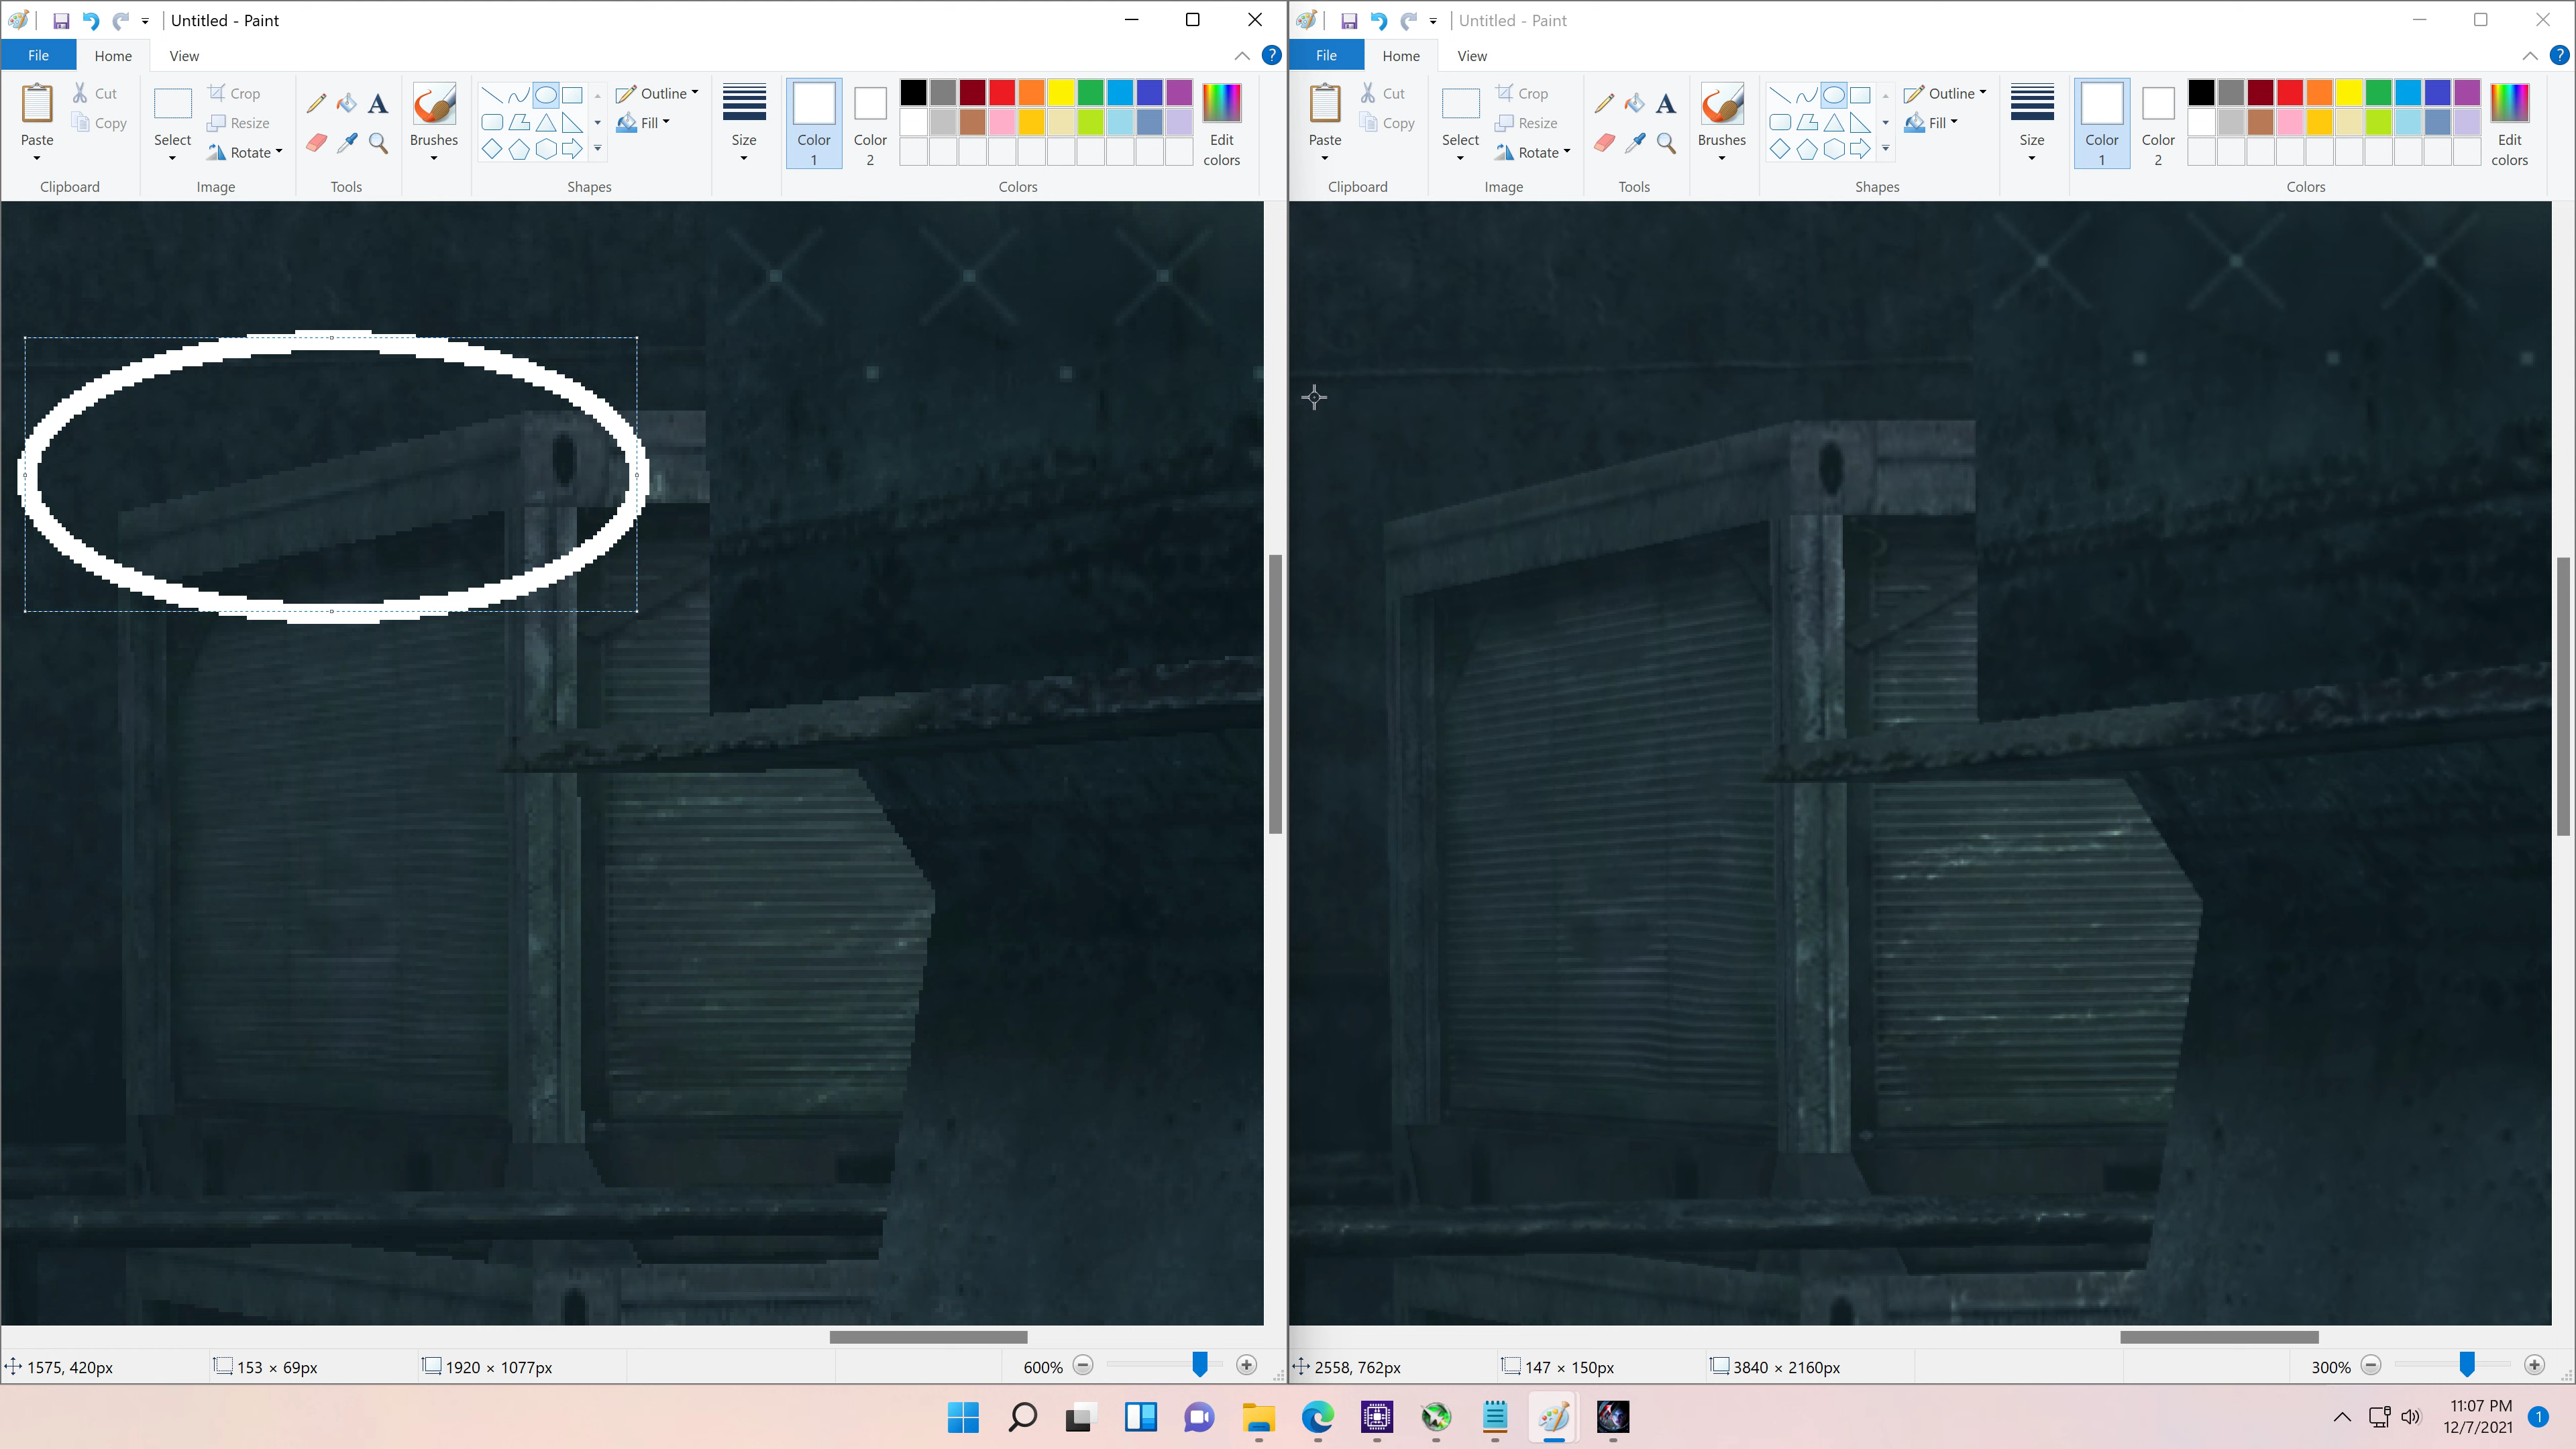 Untitled - Paint
File Home View
Paste
Cut
Copy
Clipboard
Select
Crop
Resize
Rotate
Image
A
Tools
Brushes
Outline
Fill
Shapes
Size
Color 1
Color 2
Edit colors
Colors
1575, 420px
153 × 69px
1920 × 1077px
600%
Untitled - Paint
File Home View
Paste
Cut
Copy
Clipboard
Select
Crop
Resize
Rotate
Image
A
Tools
Brushes
Outline
Fill
Shapes
Size
Color 1
Color 2
Edit colors
Colors
2558, 762px
147 × 150px
3840 × 2160px
300%
11:07 PM
12/7/2021
1